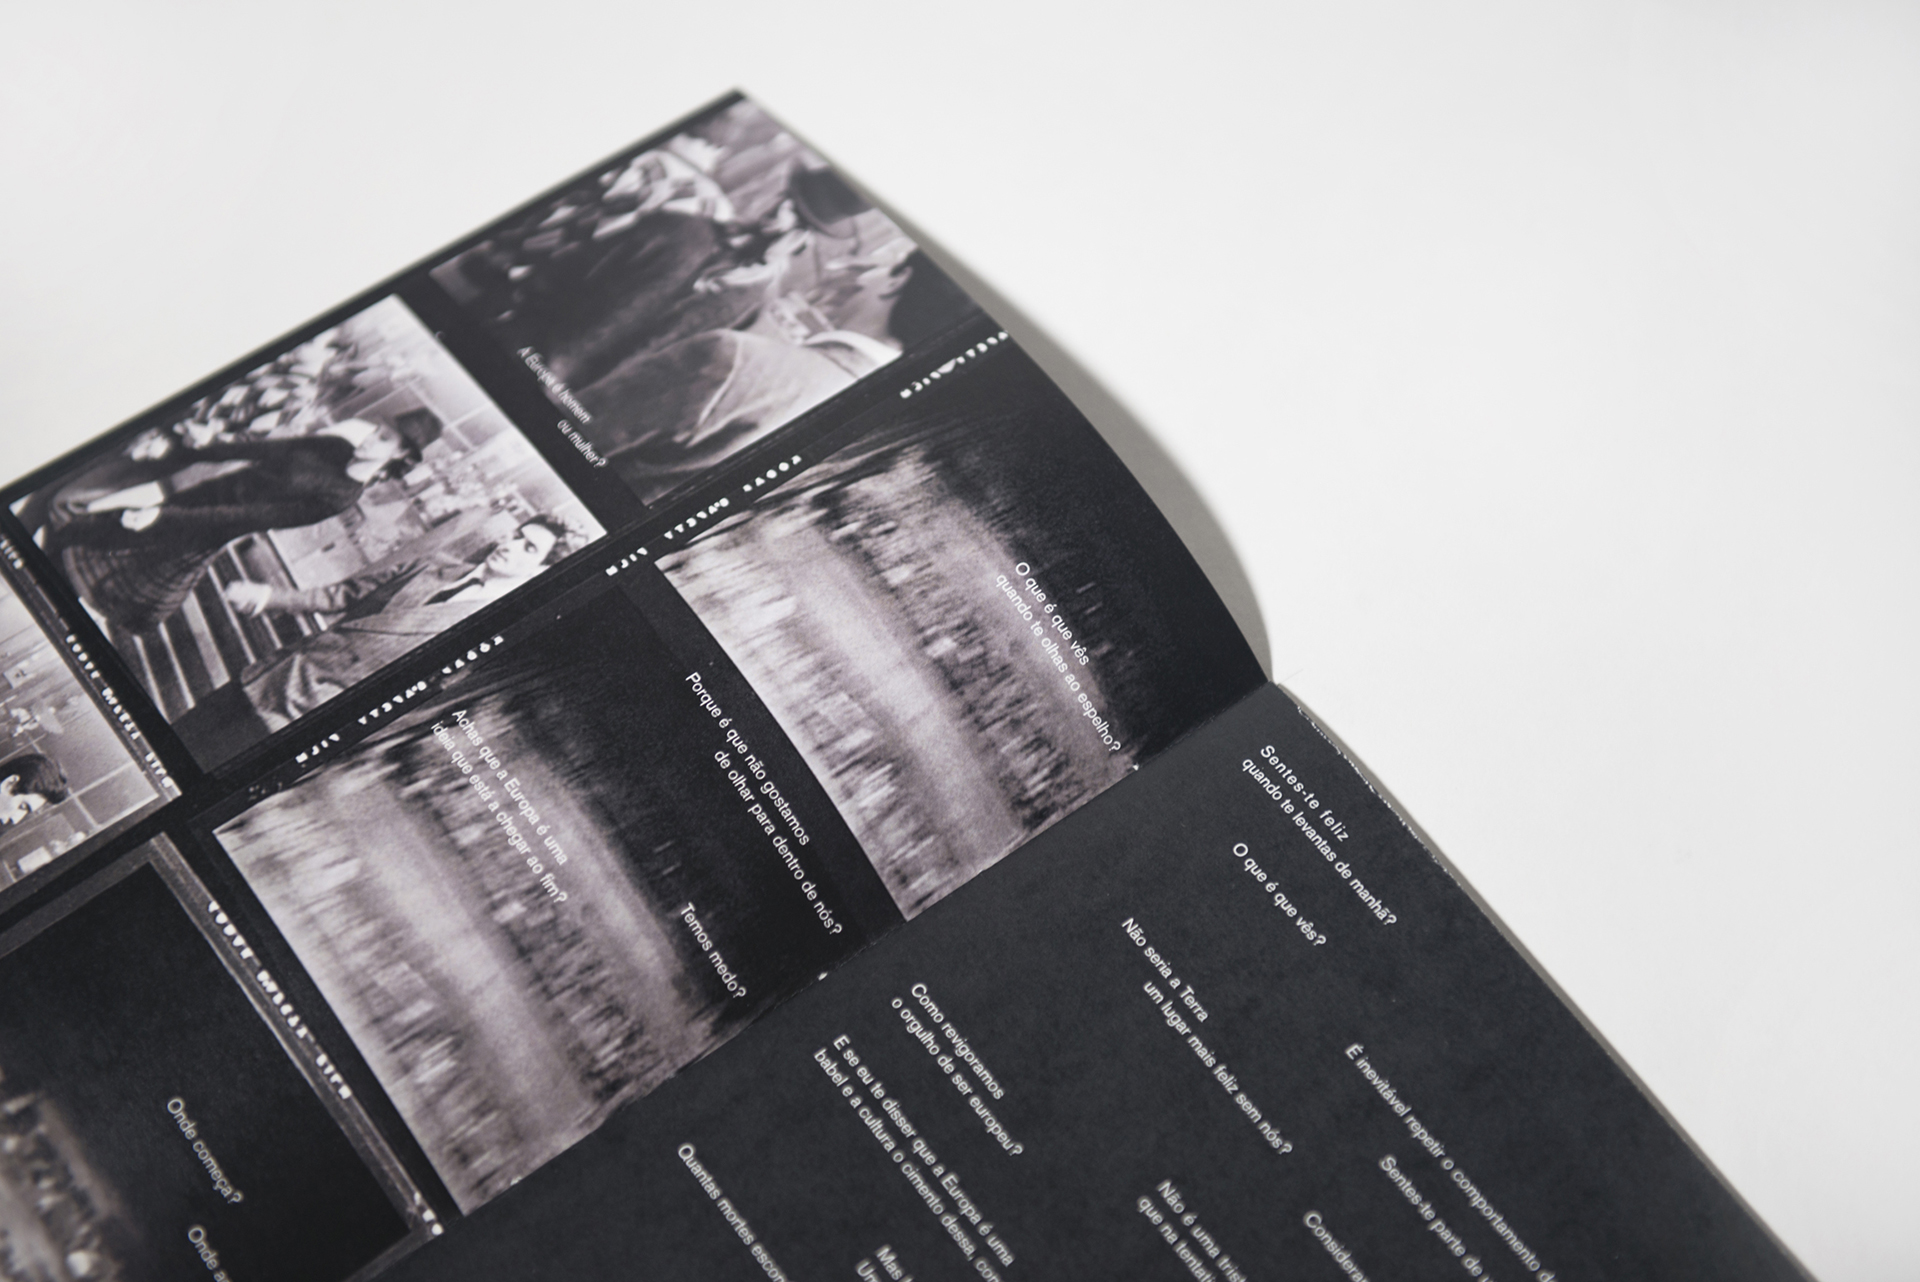 A Europa é homem
ou mulher?
O que é que vês
quando te olhas ao espelho?
Porque é que não gostamos
de olhar para dentro de nós?
Achas que a Europa é uma
ideia que está a chegar ao fim?
Temos medo?
Onde começa?
Onde
Sentes-te feliz
quando te levantas de manhã?
O que é que vês?
Não seria a Terra
um lugar mais feliz sem nós?
É inevitável repetir o comportamento
Sentes-te parte de
Como revigoramos
o orgulho de ser europeu?
E se eu te disser que a Europa é uma
babel e a cultura o cimento dessa,
Não é uma
que na
Quantas mortes